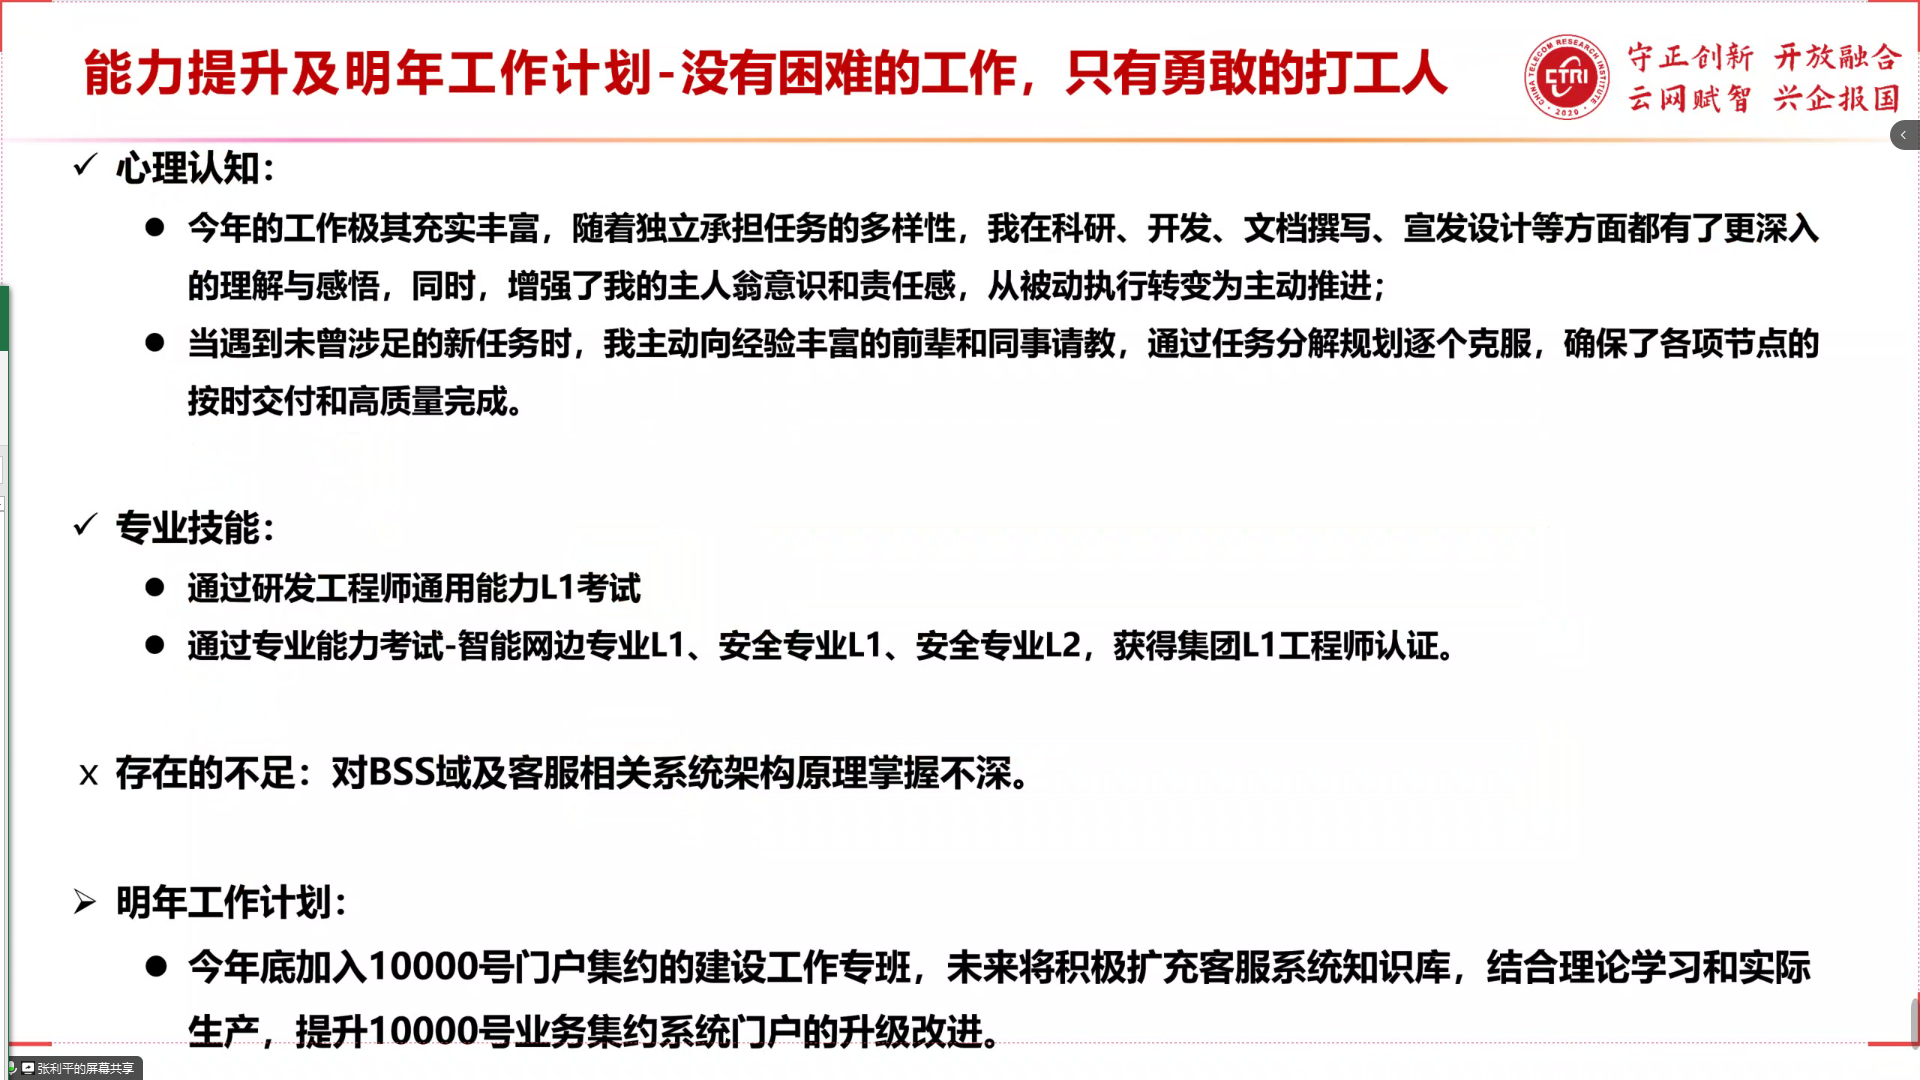 能力提升及明年工作计划-没有困难的工作，只有勇敢的打工人
CHINA TELECOM RESEARCH INSTITUTE
CTRI
2020
守正创新 开放融合
云网赋智 兴企报国
✓ 心理认知：
● 今年的工作极其充实丰富，随着独立承担任务的多样性，我在科研、开发、文档撰写、宣发设计等方面都有了更深入
的理解与感悟，同时，增强了我的主人翁意识和责任感，从被动执行转变为主动推进；
● 当遇到未曾涉足的新任务时，我主动向经验丰富的前辈和同事请教，通过任务分解规划逐个克服，确保了各项节点的
按时交付和高质量完成。
✓ 专业技能：
● 通过研发工程师通用能力L1考试
● 通过专业能力考试-智能网边专业L1、安全专业L1、安全专业L2，获得集团L1工程师认证。
x 存在的不足：对BSS域及客服相关系统架构原理掌握不深。
➢ 明年工作计划：
● 今年底加入10000号门户集约的建设工作专班，未来将积极扩充客服系统知识库，结合理论学习和实际
生产，提升10000号业务集约系统门户的升级改进。
张利平的屏幕共享